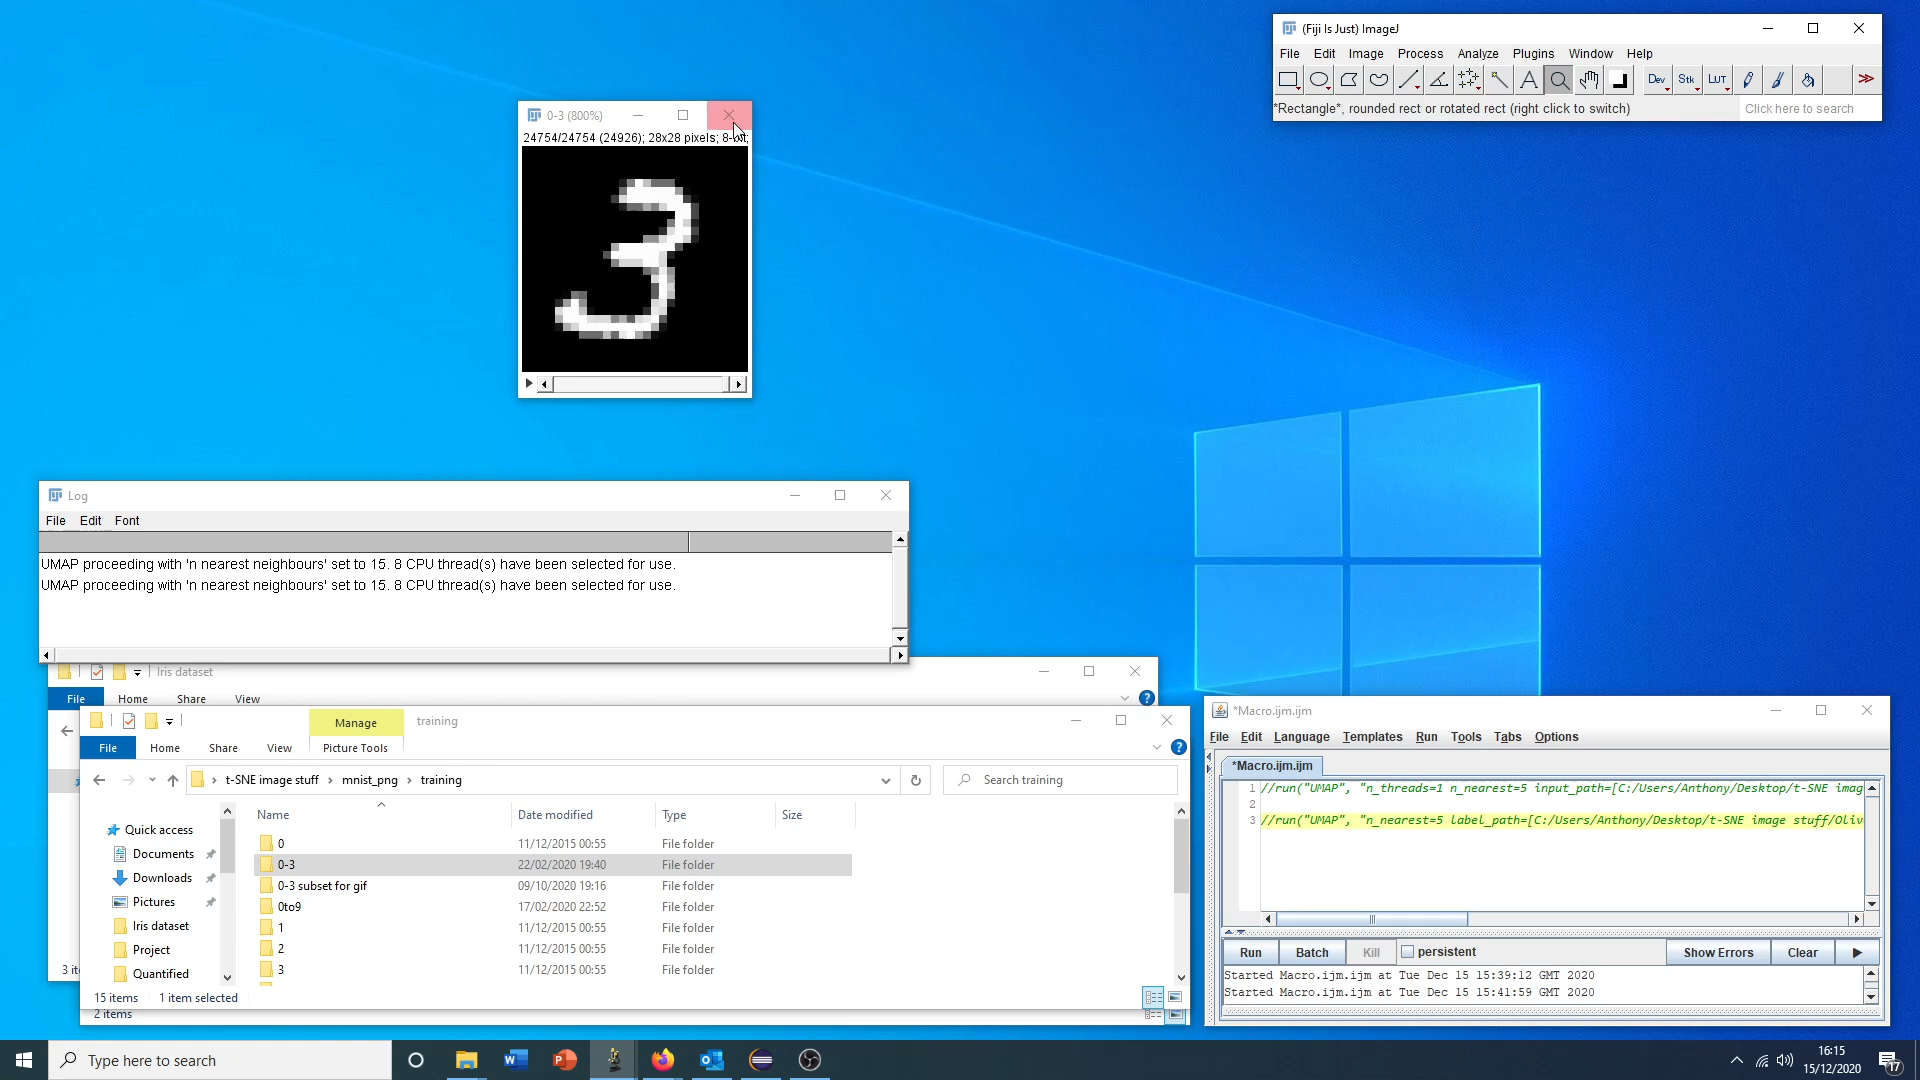 (Fiji Is Just) ImageJ
File Edit Image Process Analyze Plugins Window Help
Dev Stk LUT
*Rectangle*, rounded rect or rotated rect (right click to switch)
Click here to search
0-3 (800%)
24754/24754 (24926); 28x28 pixels; 8-bit;
Log
File Edit Font
UMAP proceeding with 'n nearest neighbours' set to 15. 8 CPU thread(s) have been selected for use.
UMAP proceeding with 'n nearest neighbours' set to 15. 8 CPU thread(s) have been selected for use.
Iris dataset
File Home Share View
Manage training
File Home Share View Picture Tools
t-SNE image stuff › mnist_png › training
Search training
Name Date modified Type Size
Quick access
Documents
Downloads
Pictures
Iris dataset
Project
Quantified
0 11/12/2015 00:55 File folder
0-3 22/02/2020 19:40 File folder
0-3 subset for gif 09/10/2020 19:16 File folder
0to9 17/02/2020 22:52 File folder
1 11/12/2015 00:55 File folder
2 11/12/2015 00:55 File folder
3 11/12/2015 00:55 File folder
3 it
15 items 1 item selected
2 items
*Macro.ijm.ijm
File Edit Language Templates Run Tools Tabs Options
*Macro.ijm.ijm
1 //run("UMAP", "n_threads=1 n_nearest=5 input_path=[C:/Users/Anthony/Desktop/t-SNE imag
2
3 //run("UMAP", "n_nearest=5 label_path=[C:/Users/Anthony/Desktop/t-SNE image stuff/Oliv
Run Batch Kill persistent Show Errors Clear
Started Macro.ijm.ijm at Tue Dec 15 15:39:12 GMT 2020
Started Macro.ijm.ijm at Tue Dec 15 15:41:59 GMT 2020
Type here to search
16:15
15/12/2020
17